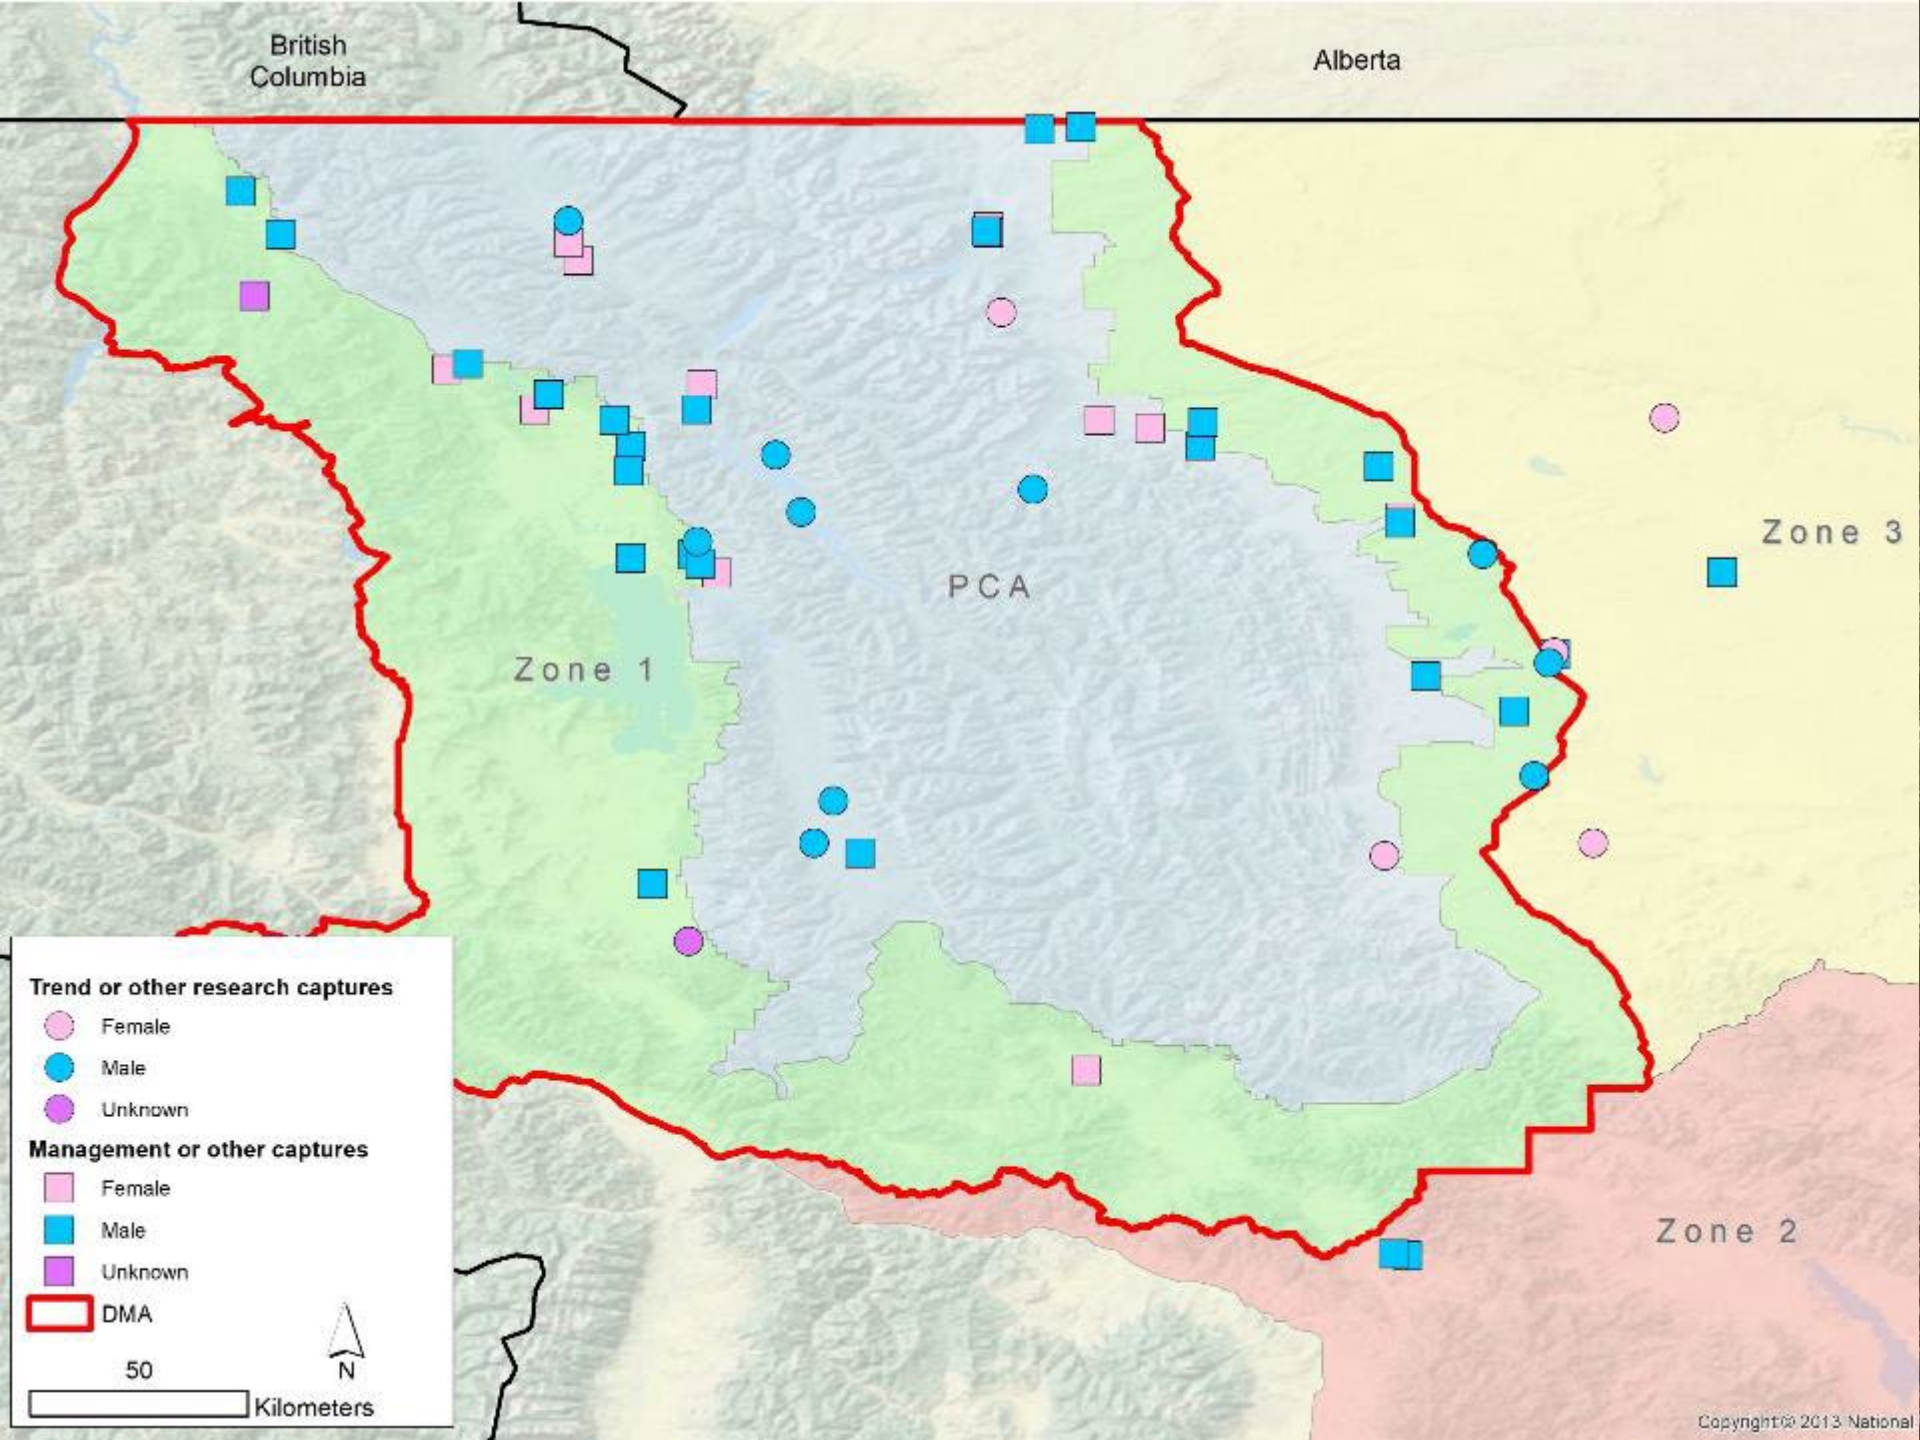 British
Columbia
Alberta
Zone 3
PCA
Zone 1
Zone 2
Trend or other research captures
Female
Male
Unknown
Management or other captures
Female
Male
Unknown
DMA
50
N
Kilometers
Copyright:© 2013 National